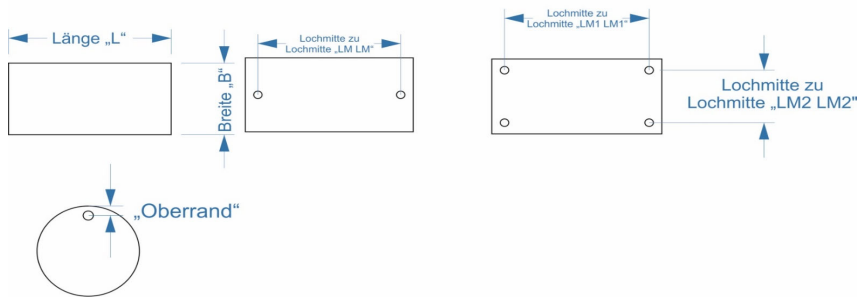 Länge „L“
Breite „B“
Lochmitte zu
Lochmitte „LM LM“
Lochmitte zu
Lochmitte „LM1 LM1“
Lochmitte zu
Lochmitte „LM2 LM2"
„Oberrand“